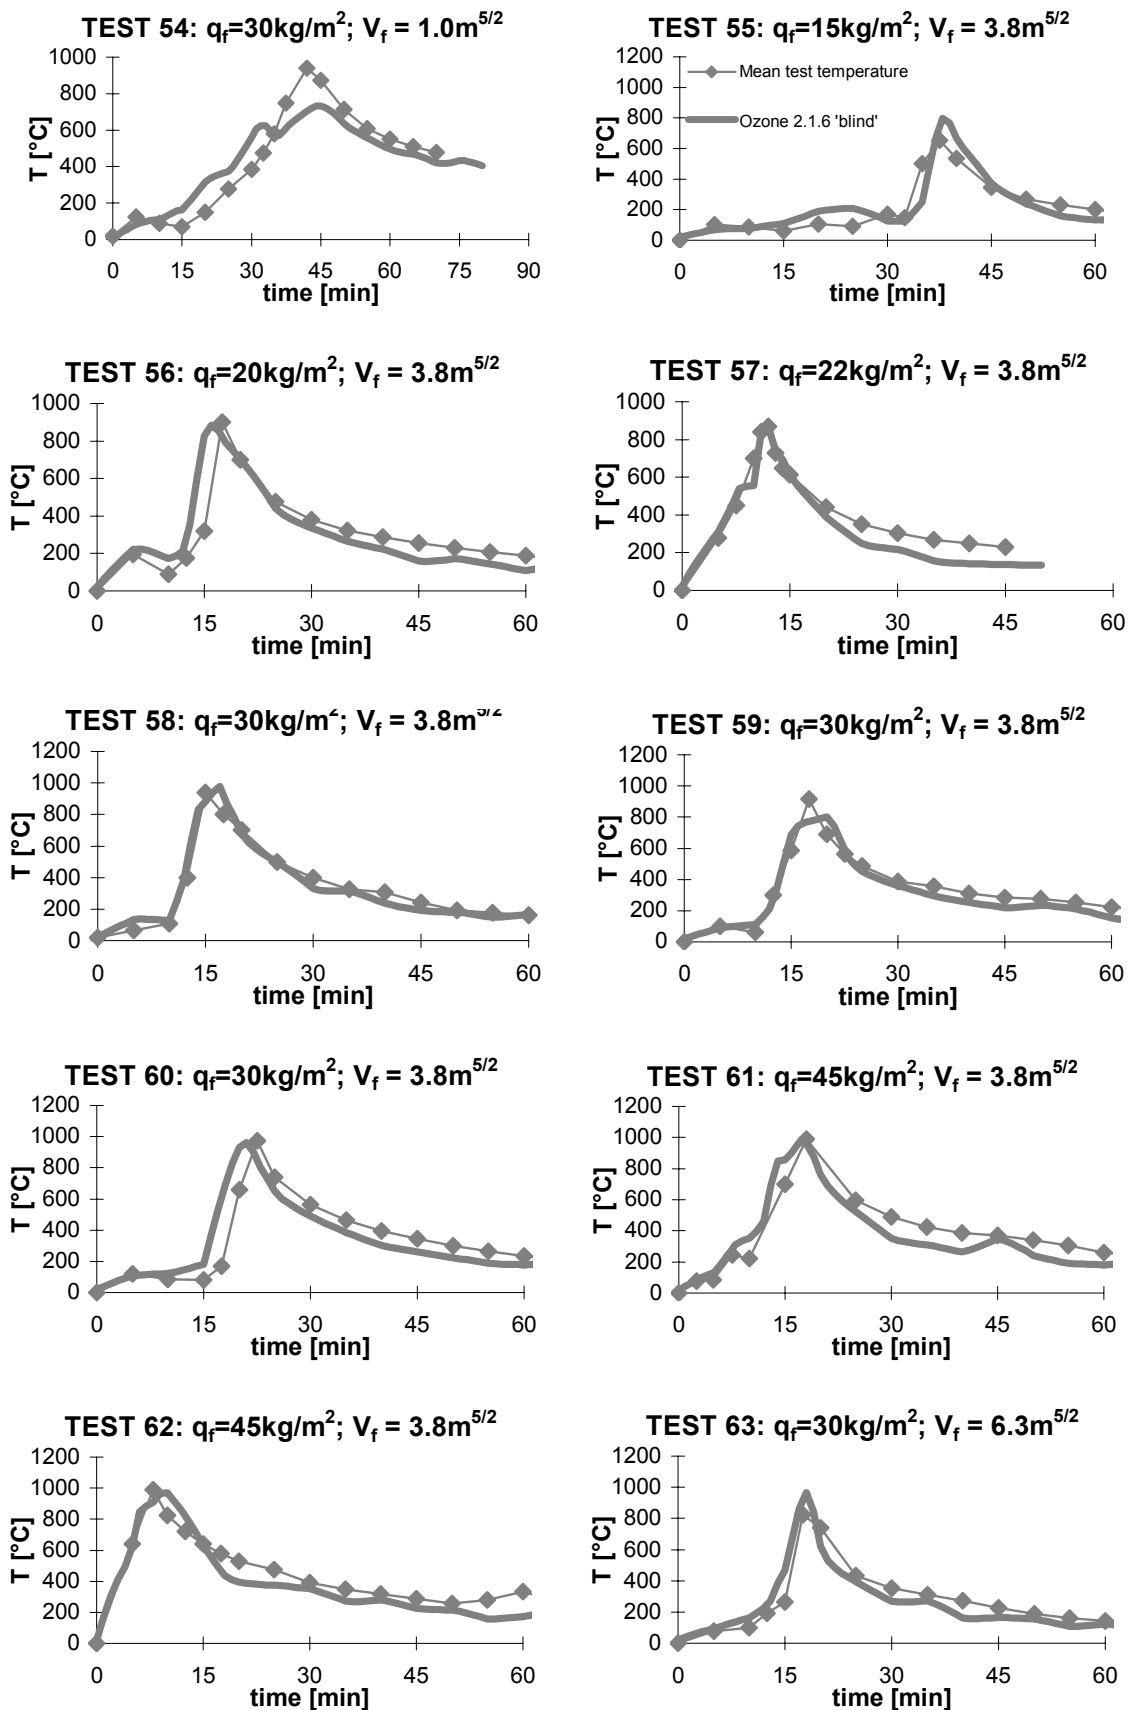 TEST 54: qf=30kg/m2; Vf = 1.0m5/2
1000
800
600
400
200
0
T [°C]
0 15 30 45 60 75 90
time [min]
TEST 55: qf=15kg/m2; Vf = 3.8m5/2
1200
1000
800
600
400
200
0
T [°C]
Mean test temperature
Ozone 2.1.6 'blind'
0 15 30 45 60
time [min]
TEST 56: qf=20kg/m2; Vf = 3.8m5/2
1000
800
600
400
200
0
T [°C]
0 15 30 45 60
time [min]
TEST 57: qf=22kg/m2; Vf = 3.8m5/2
1000
800
600
400
200
0
T [°C]
0 15 30 45 60
time [min]
TEST 58: qf=30kg/m2; Vf = 3.8m5/2
1200
1000
800
600
400
200
0
T [°C]
0 15 30 45 60
time [min]
TEST 59: qf=30kg/m2; Vf = 3.8m5/2
1200
1000
800
600
400
200
0
T [°C]
0 15 30 45 60
time [min]
TEST 60: qf=30kg/m2; Vf = 3.8m5/2
1200
1000
800
600
400
200
0
T [°C]
0 15 30 45 60
time [min]
TEST 61: qf=45kg/m2; Vf = 3.8m5/2
1200
1000
800
600
400
200
0
T [°C]
0 15 30 45 60
time [min]
TEST 62: qf=45kg/m2; Vf = 3.8m5/2
1200
1000
800
600
400
200
0
T [°C]
0 15 30 45 60
time [min]
TEST 63: qf=30kg/m2; Vf = 6.3m5/2
1200
1000
800
600
400
200
0
T [°C]
0 15 30 45 60
time [min]